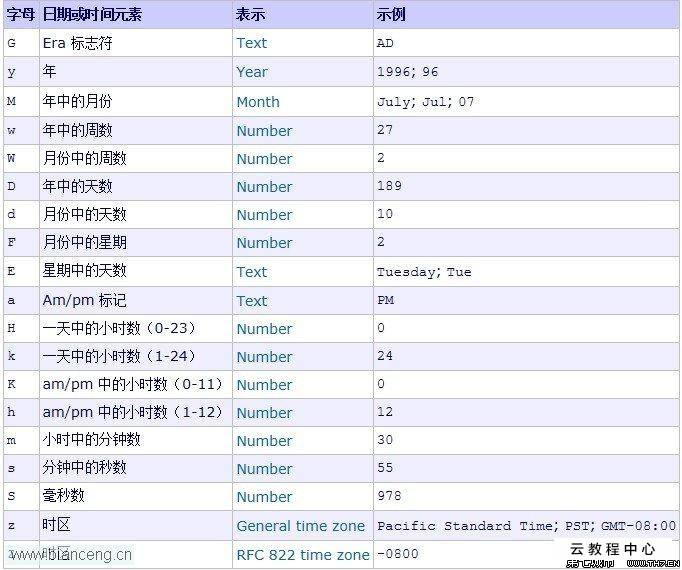 字母 日期或时间元素 表示 示例
G Era 标志符 Text AD
y 年 Year 1996; 96
M 年中的月份 Month July; Jul; 07
w 年中的周数 Number 27
W 月份中的周数 Number 2
D 年中的天数 Number 189
d 月份中的天数 Number 10
F 月份中的星期 Number 2
E 星期中的天数 Text Tuesday; Tue
a Am/pm 标记 Text PM
H 一天中的小时数（0-23） Number 0
k 一天中的小时数（1-24） Number 24
K am/pm 中的小时数（0-11） Number 0
h am/pm 中的小时数（1-12） Number 12
m 小时中的分钟数 Number 30
s 分钟中的秒数 Number 55
S 毫秒数 Number 978
z 时区 General time zone Pacific Standard Time; PST; GMT-08:00
Z 时区 RFC 822 time zone -0800
www.bianceng.cn
云教程中心
第七城市 WWW.TH7.CN